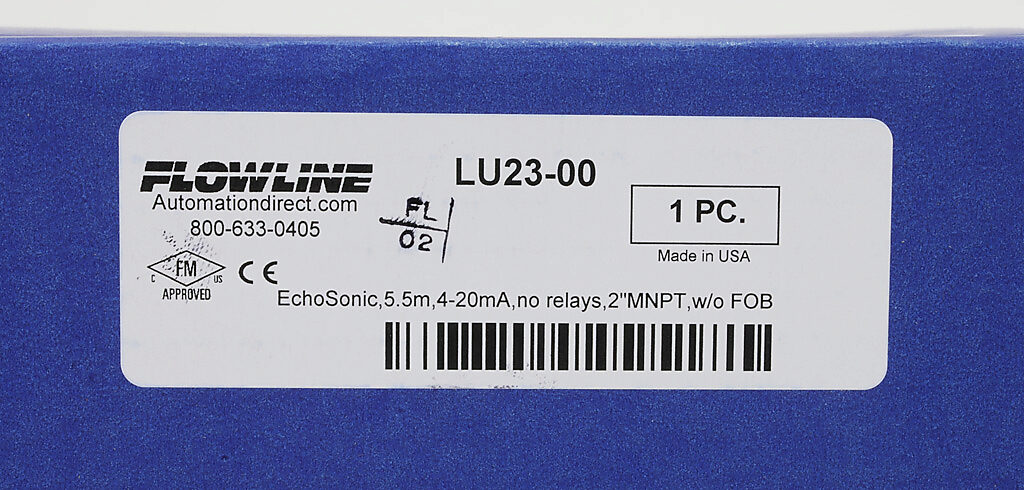 FLOWLINE
Automationdirect.com
800-633-0405
LU23-00
FL
02
1 PC.
Made in USA
C FM US
APPROVED
CE
EchoSonic,5.5m,4-20mA,no relays,2"MNPT,w/o FOB